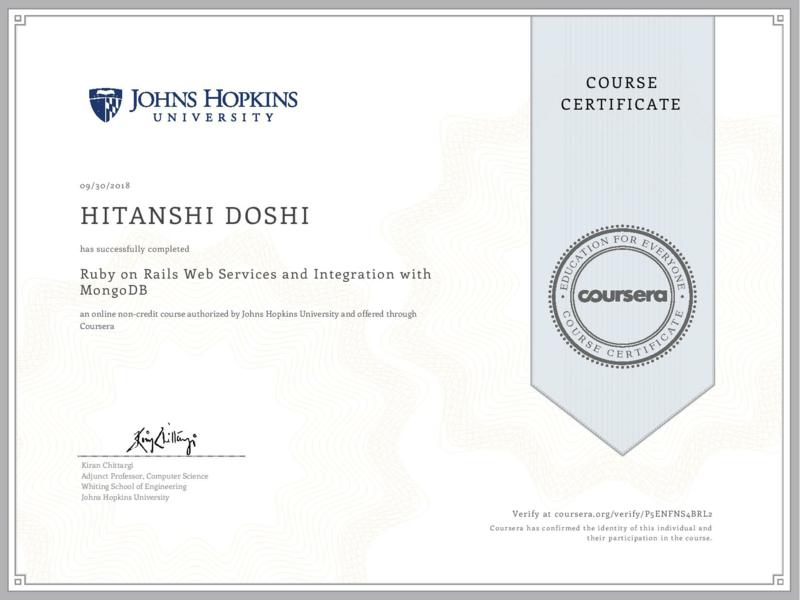 JOHNS HOPKINS
UNIVERSITY
COURSE
CERTIFICATE
09/30/2018
HITANSHI DOSHI
has successfully completed
Ruby on Rails Web Services and Integration with
MongoDB
an online non-credit course authorized by Johns Hopkins University and offered through
Coursera
EDUCATION FOR EVERYONE
coursera
COURSE CERTIFICATE
Kiran Chittargi
Adjunct Professor, Computer Science
Whiting School of Engineering
Johns Hopkins University
Verify at coursera.org/verify/P5ENFNS4BRL2
Coursera has confirmed the identity of this individual and
their participation in the course.